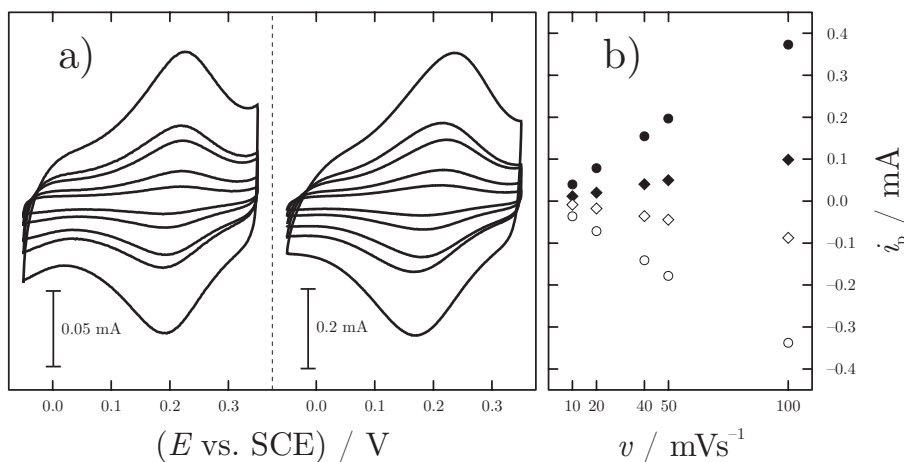 a)
0.05 mA
0.2 mA
0.0 0.1 0.2 0.3 0.0 0.1 0.2 0.3
(E vs. SCE) / V
b)
0.4
0.3
0.2
0.1
0.0
–0.1
–0.2
–0.3
–0.4
i_p / mA
10 20 40 50 100
v / mVs⁻¹